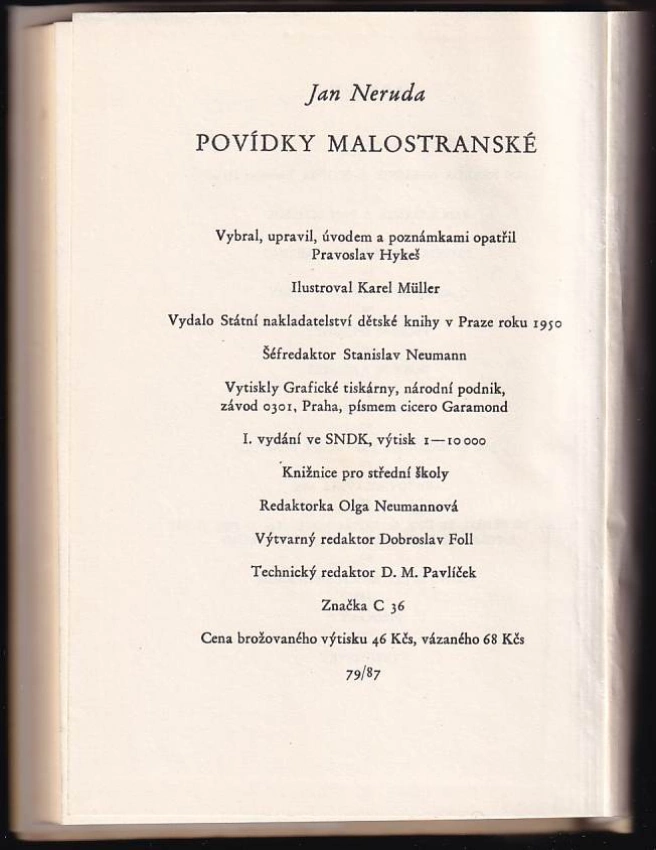 Jan Neruda
POVÍDKY MALOSTRANSKÉ
Vybral, upravil, úvodem a poznámkami opatřil
Pravoslav Hykeš
Ilustroval Karel Müller
Vydalo Státní nakladatelství dětské knihy v Praze roku 1950
Šéfredaktor Stanislav Neumann
Vytiskly Grafické tiskárny, národní podnik,
závod 0301, Praha, písmem cicero Garamond
I. vydání ve SNDK, výtisk 1—10 000
Knižnice pro střední školy
Redaktorka Olga Neumannová
Výtvarný redaktor Dobroslav Foll
Technický redaktor D. M. Pavlíček
Značka C 36
Cena brožovaného výtisku 46 Kčs, vázaného 68 Kčs
79/87